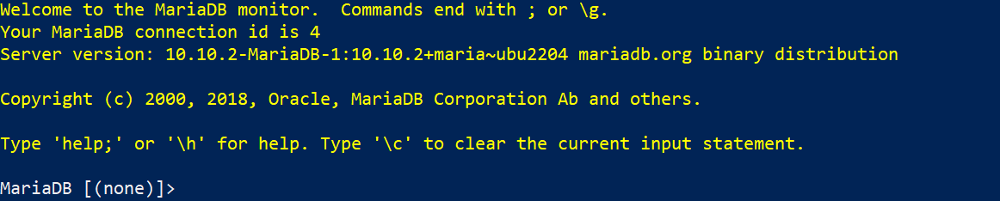 Welcome to the MariaDB monitor.  Commands end with ; or \g.
Your MariaDB connection id is 4
Server version: 10.10.2-MariaDB-1:10.10.2+maria~ubu2204 mariadb.org binary distribution
Copyright (c) 2000, 2018, Oracle, MariaDB Corporation Ab and others.
Type 'help;' or '\h' for help. Type '\c' to clear the current input statement.
MariaDB [(none)]>